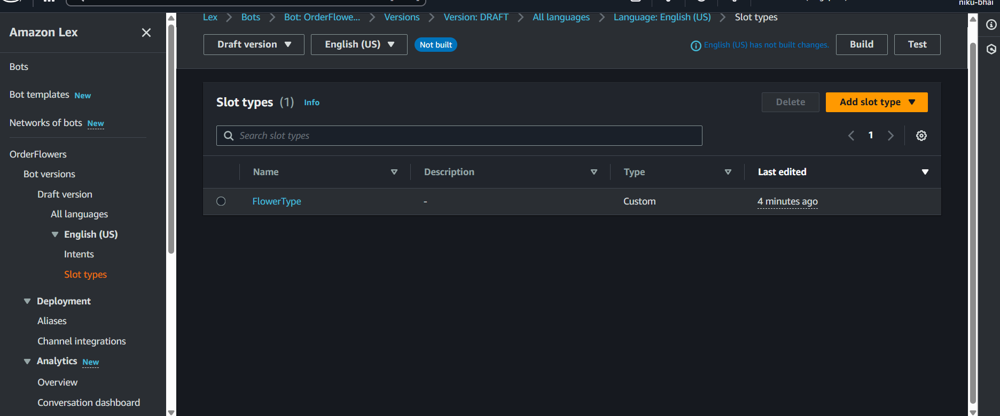 niku-bhai
Amazon Lex
Bots
Bot templates New
Networks of bots New
OrderFlowers
Bot versions
Draft version
All languages
English (US)
Intents
Slot types
Deployment
Aliases
Channel integrations
Analytics New
Overview
Conversation dashboard
Lex Bots Bot: OrderFlowe... Versions Version: DRAFT All languages Language: English (US) Slot types
Draft version English (US) Not built English (US) has not built changes. Build Test
Slot types (1) Info Delete Add slot type
Search slot types 1
Name Description Type Last edited
FlowerType - Custom 4 minutes ago